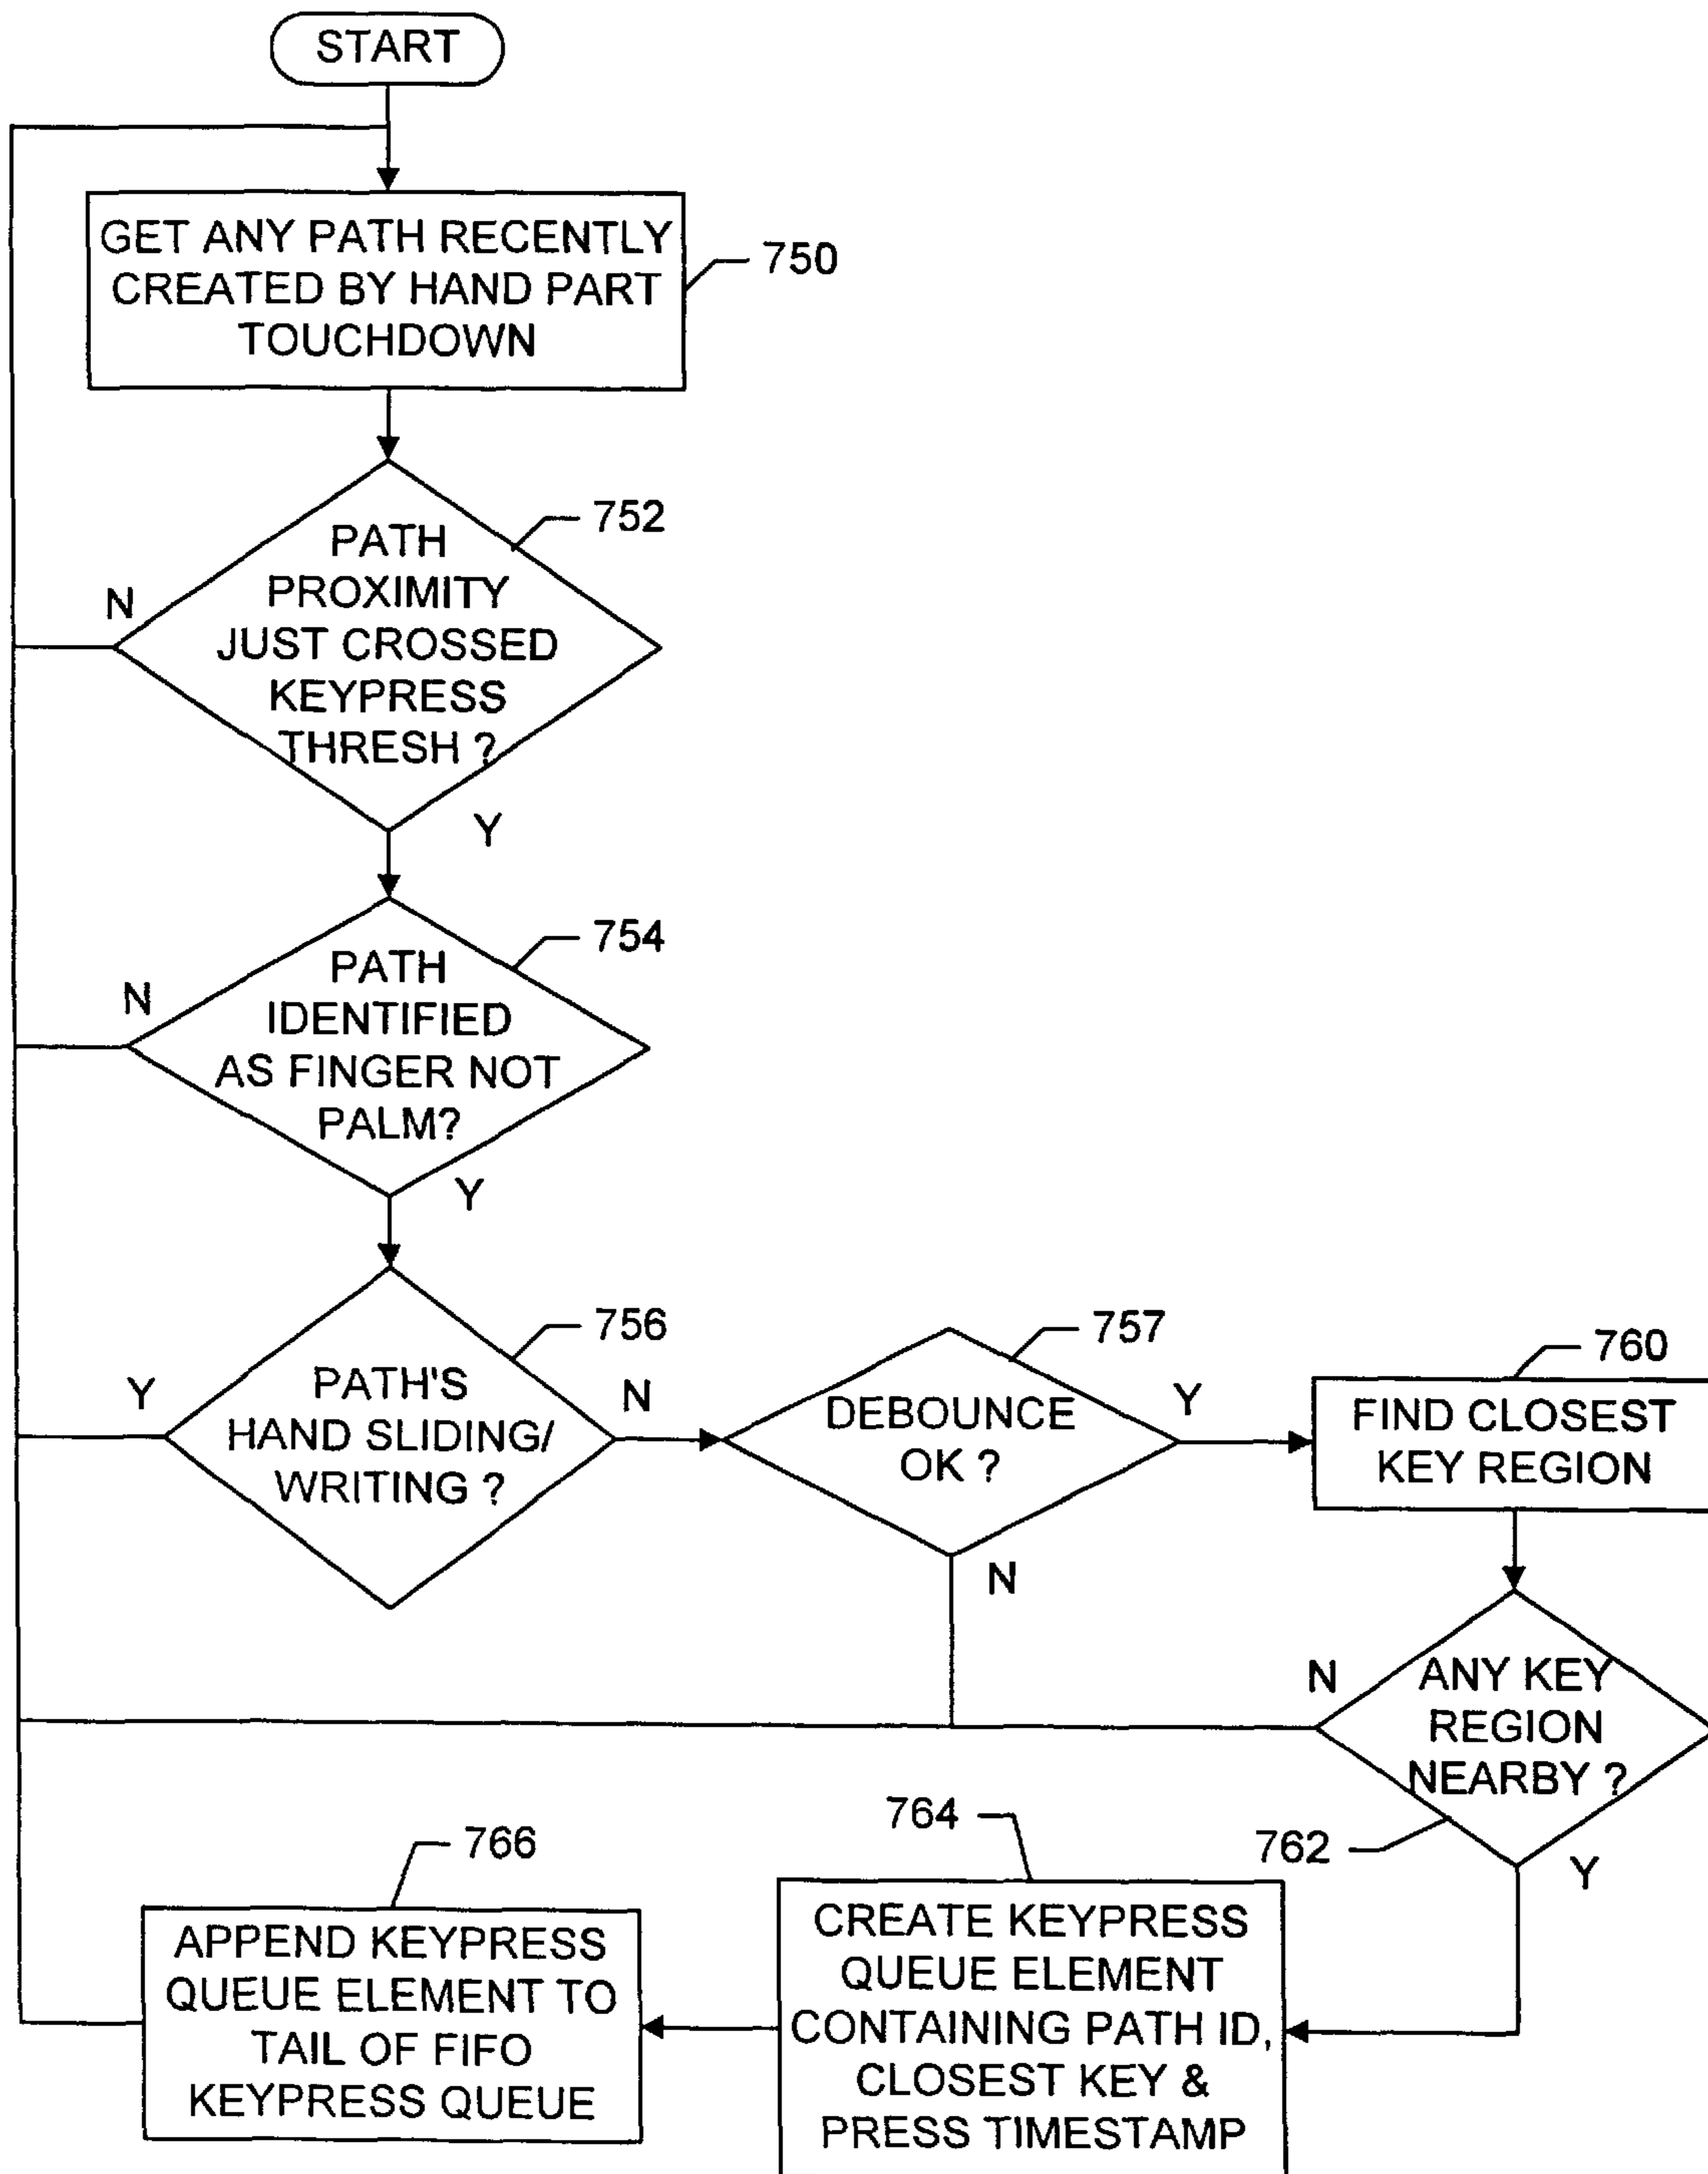 START
GET ANY PATH RECENTLY
CREATED BY HAND PART
TOUCHDOWN
750
752
PATH
PROXIMITY
JUST CROSSED
KEYPRESS
THRESH ?
N
Y
754
PATH
IDENTIFIED
AS FINGER NOT
PALM?
N
Y
756
PATH'S
HAND SLIDING/
WRITING ?
Y
N
757
DEBOUNCE
OK ?
Y
N
760
FIND CLOSEST
KEY REGION
N
ANY KEY
REGION
NEARBY ?
762
Y
764
CREATE KEYPRESS
QUEUE ELEMENT
CONTAINING PATH ID,
CLOSEST KEY &
PRESS TIMESTAMP
766
APPEND KEYPRESS
QUEUE ELEMENT TO
TAIL OF FIFO
KEYPRESS QUEUE